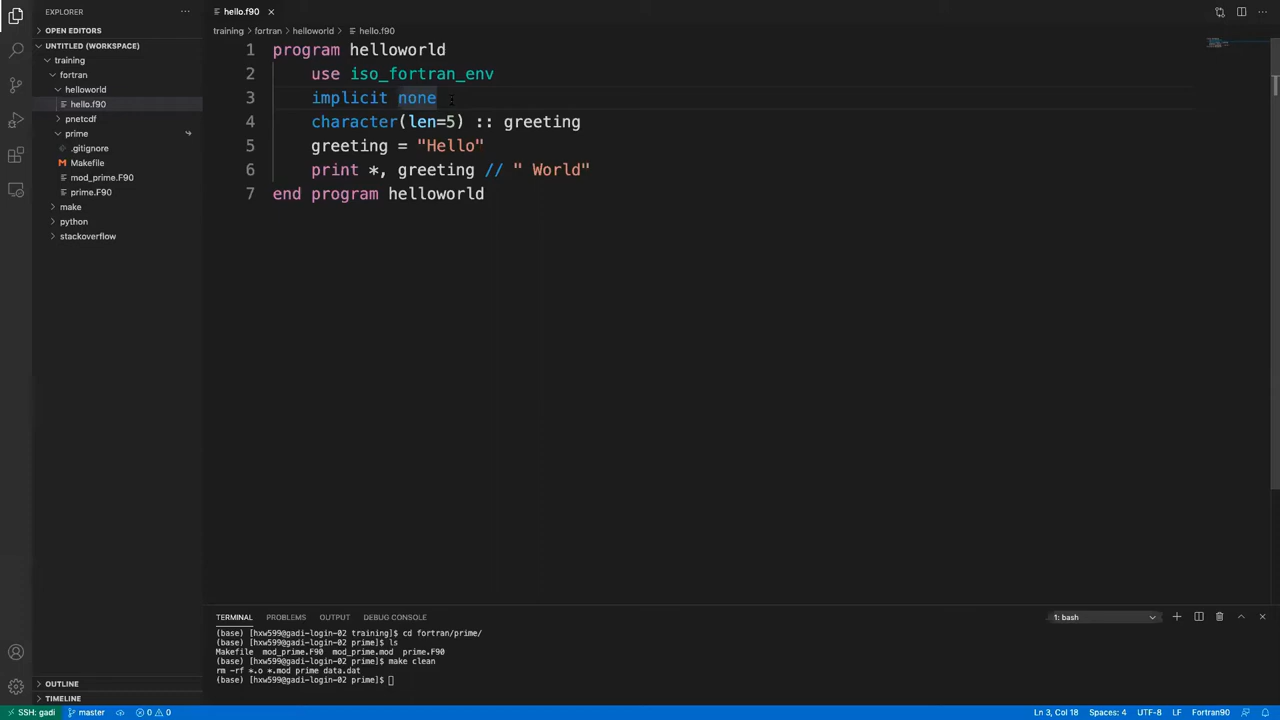 EXPLORER
hello.f90
OPEN EDITORS
UNTITLED (WORKSPACE)
training
fortran
helloworld
hello.f90
pnetcdf
prime
.gitignore
Makefile
mod_prime.F90
prime.F90
make
python
stackoverflow
OUTLINE
TIMELINE
training > fortran > helloworld > hello.f90
1 program helloworld
2 use iso_fortran_env
3 implicit none
4 character(len=5) :: greeting
5 greeting = "Hello"
6 print *, greeting // " World"
7 end program helloworld
TERMINAL PROBLEMS OUTPUT DEBUG CONSOLE 1: bash
(base) [hxw599@gadi-login-02 training]$ cd fortran/prime/
(base) [hxw599@gadi-login-02 prime]$ ls
Makefile mod_prime.F90 mod_prime.mod prime.F90
(base) [hxw599@gadi-login-02 prime]$ make clean
rm -rf *.o *.mod prime data.dat
(base) [hxw599@gadi-login-02 prime]$
SSH: gadi master 0 0 Ln 3, Col 18 Spaces: 4 UTF-8 LF Fortran90